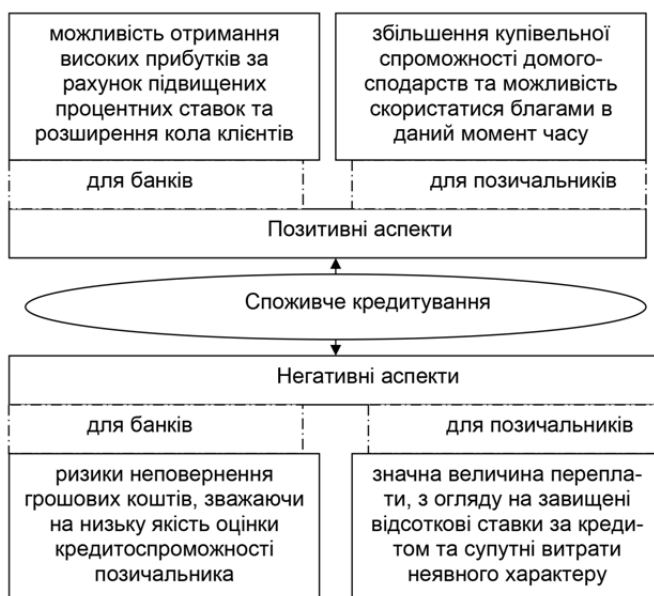 можливість отримання
високих прибутків за
рахунок підвищених
процентних ставок та
розширення кола клієнтів
збільшення купівельної
спроможності домого-
сподарств та можливість
скористатися благами в
даний момент часу
для банків
для позичальників
Позитивні аспекти
Споживче кредитування
Негативні аспекти
для банків
для позичальників
ризики неповернення
грошових коштів, зважаючи
на низьку якість оцінки
кредитоспроможності
позичальника
значна величина перепла-
ти, з огляду на завищені
відсоткові ставки за креди-
том та супутні витрати
неявного характеру